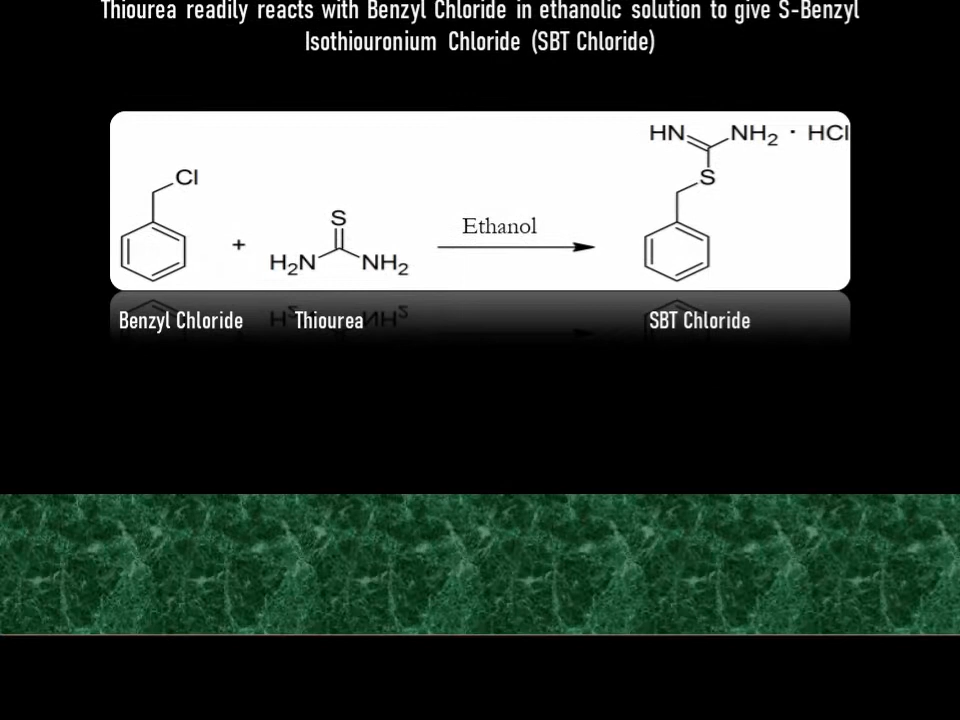 Thiourea readily reacts with Benzyl Chloride in ethanolic solution to give S-Benzyl
Isothiouronium Chloride (SBT Chloride)
HN NH2 · HCl
Cl
S
S
Ethanol
+
H2N NH2
Benzyl Chloride Thiourea SBT Chloride